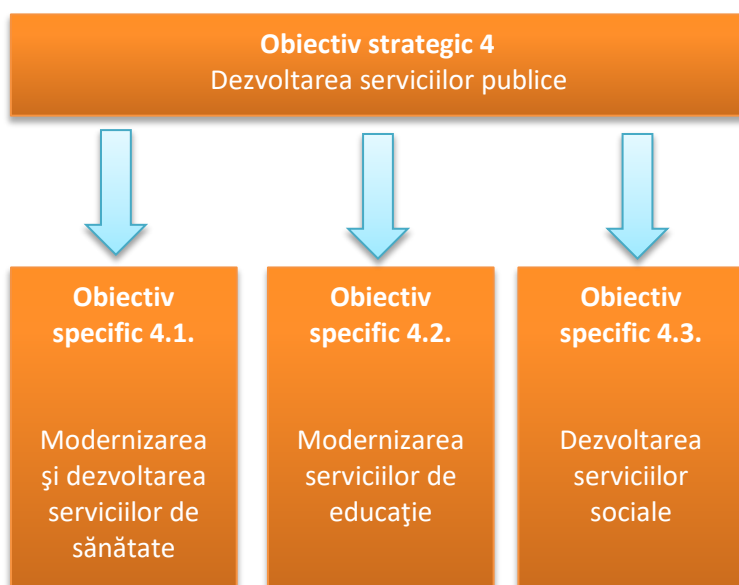 Obiectiv strategic 4
Dezvoltarea serviciilor publice
Obiectiv
specific 4.1.
Modernizarea
şi dezvoltarea
serviciilor de
sănătate
Obiectiv
specific 4.2.
Modernizarea
serviciilor de
educaţie
Obiectiv
specific 4.3.
Dezvoltarea
serviciilor
sociale